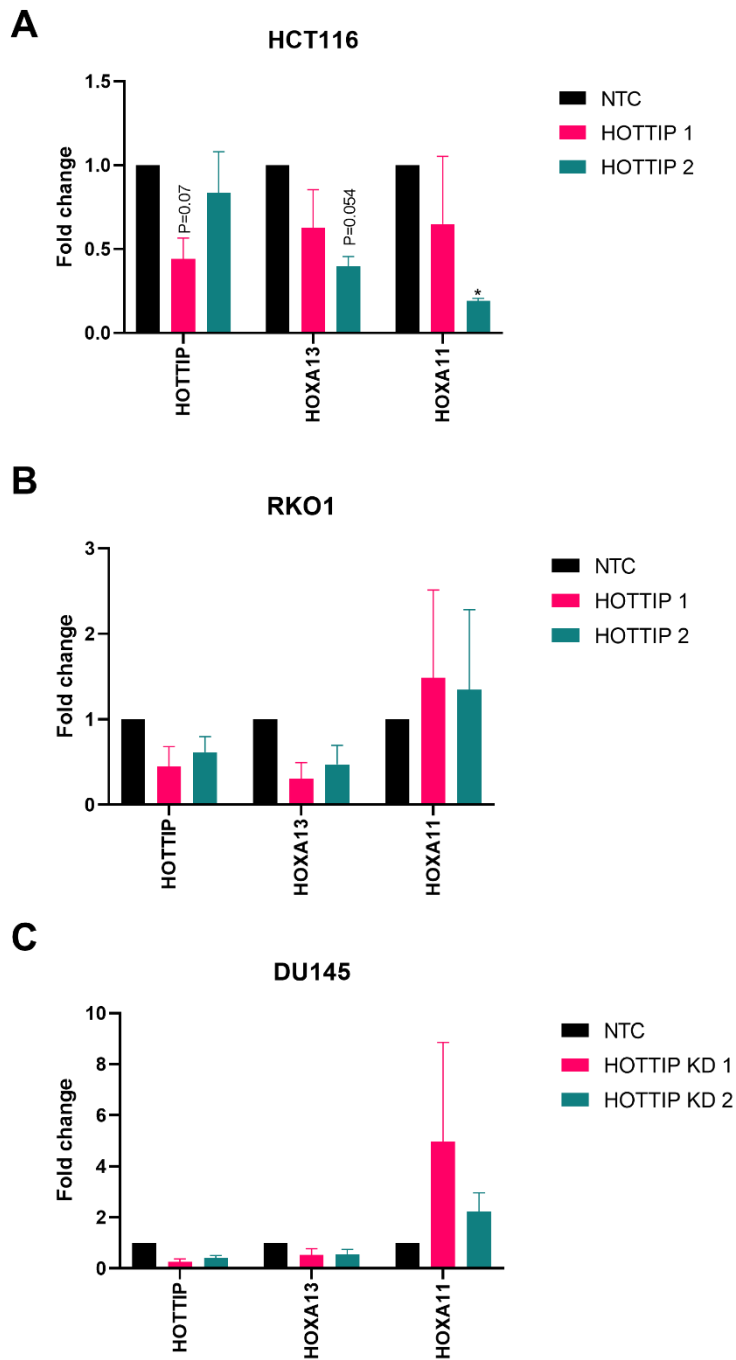 A
HCT116
Fold change
1.5
1.0
0.5
0.0
P=0.07
P=0.054
*
HOTTIP
HOXA13
HOXA11
NTC
HOTTIP 1
HOTTIP 2
B
RKO1
Fold change
3
2
1
0
HOTTIP
HOXA13
HOXA11
NTC
HOTTIP 1
HOTTIP 2
C
DU145
Fold change
10
8
6
4
2
0
HOTTIP
HOXA13
HOXA11
NTC
HOTTIP KD 1
HOTTIP KD 2